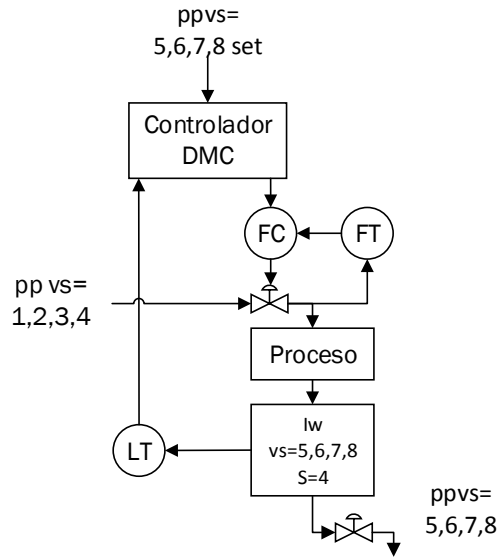 ppvs=
5,6,7,8 set
Controlador
DMC
FC
FT
pp vs=
1,2,3,4
Proceso
lw
vs=5,6,7,8
S=4
LT
ppvs=
5,6,7,8